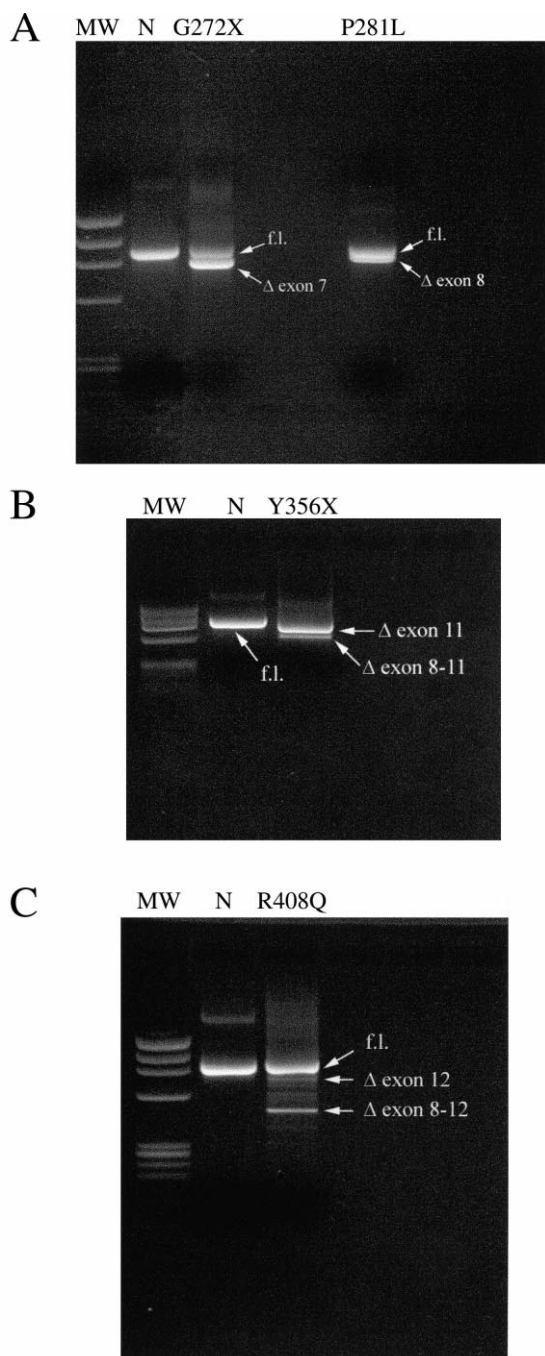 A
MW N G272X P281L
f.l.
Δ exon 7
f.l.
Δ exon 8
B
MW N Y356X
Δ exon 11
Δ exon 8-11
f.l.
C
MW N R408Q
f.l.
Δ exon 12
Δ exon 8-12